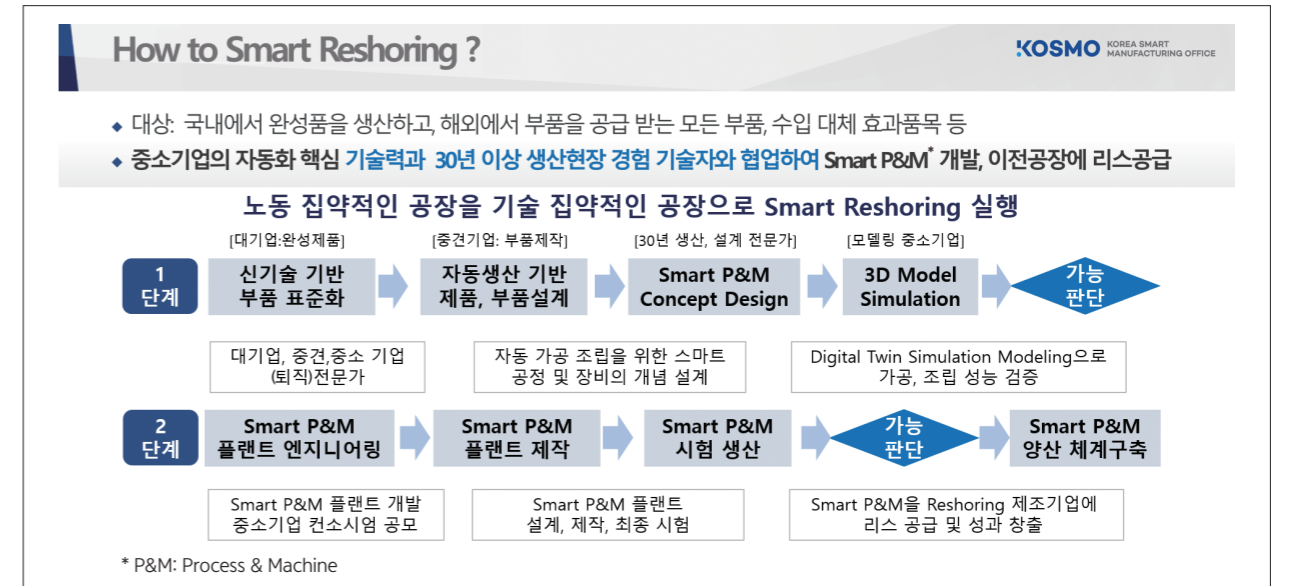 How to Smart Reshoring ?
KOSMO KOREA SMART
MANUFACTURING OFFICE
◆ 대상: 국내에서 완성품을 생산하고, 해외에서 부품을 공급 받는 모든 부품, 수입 대체 효과품목 등
◆ 중소기업의 자동화 핵심 기술력과 30년 이상 생산현장 경험 기술자와 협업하여 Smart P&M* 개발, 이전공장에 리스공급
노동 집약적인 공장을 기술 집약적인 공장으로 Smart Reshoring 실행
[대기업:완성제품]
[중견기업: 부품제작]
[30년 생산, 설계 전문가]
[모델링 중소기업]
1
단계
신기술 기반
부품 표준화
자동생산 기반
제품, 부품설계
Smart P&M
Concept Design
3D Model
Simulation
가능
판단
대기업, 중견,중소 기업
(퇴직)전문가
자동 가공 조립을 위한 스마트
공정 및 장비의 개념 설계
Digital Twin Simulation Modeling으로
가공, 조립 성능 검증
2
단계
Smart P&M
플랜트 엔지니어링
Smart P&M
플랜트 제작
Smart P&M
시험 생산
가능
판단
Smart P&M
양산 체계구축
Smart P&M 플랜트 개발
중소기업 컨소시엄 공모
Smart P&M 플랜트
설계, 제작, 최종 시험
Smart P&M을 Reshoring 제조기업에
리스 공급 및 성과 창출
* P&M: Process & Machine